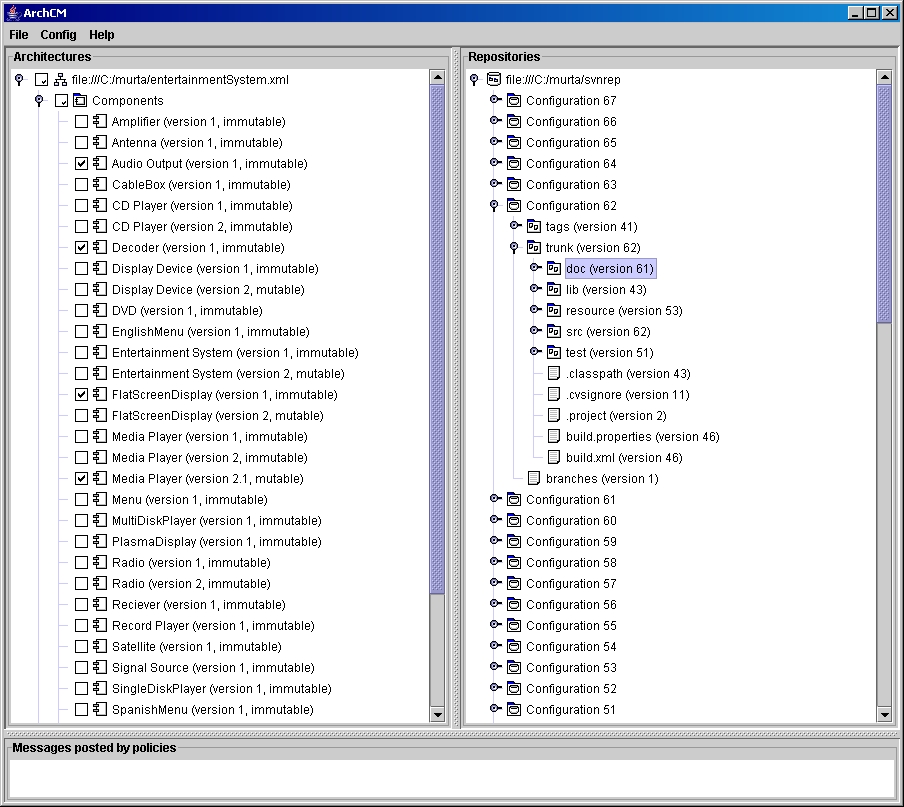 ArchCM
File Config Help
Architectures
file:///C:/murta/entertainmentSystem.xml
Components
Amplifier (version 1, immutable)
Antenna (version 1, immutable)
Audio Output (version 1, immutable)
CableBox (version 1, immutable)
CD Player (version 1, immutable)
CD Player (version 2, immutable)
Decoder (version 1, immutable)
Display Device (version 1, immutable)
Display Device (version 2, mutable)
DVD (version 1, immutable)
EnglishMenu (version 1, immutable)
Entertainment System (version 1, immutable)
Entertainment System (version 2, mutable)
FlatScreenDisplay (version 1, immutable)
FlatScreenDisplay (version 2, mutable)
Media Player (version 1, immutable)
Media Player (version 2, immutable)
Media Player (version 2.1, mutable)
Menu (version 1, immutable)
MultiDiskPlayer (version 1, immutable)
PlasmaDisplay (version 1, immutable)
Radio (version 1, immutable)
Radio (version 2, immutable)
Reciever (version 1, immutable)
Record Player (version 1, immutable)
Satellite (version 1, immutable)
Signal Source (version 1, immutable)
SingleDiskPlayer (version 1, immutable)
SpanishMenu (version 1, immutable)
Repositories
file:///C:/murta/svnrep
Configuration 67
Configuration 66
Configuration 65
Configuration 64
Configuration 63
Configuration 62
tags (version 41)
trunk (version 62)
doc (version 61)
lib (version 43)
resource (version 53)
src (version 62)
test (version 51)
.classpath (version 43)
.cvsignore (version 11)
.project (version 2)
build.properties (version 46)
build.xml (version 46)
branches (version 1)
Configuration 61
Configuration 60
Configuration 59
Configuration 58
Configuration 57
Configuration 56
Configuration 55
Configuration 54
Configuration 53
Configuration 52
Configuration 51
Messages posted by policies